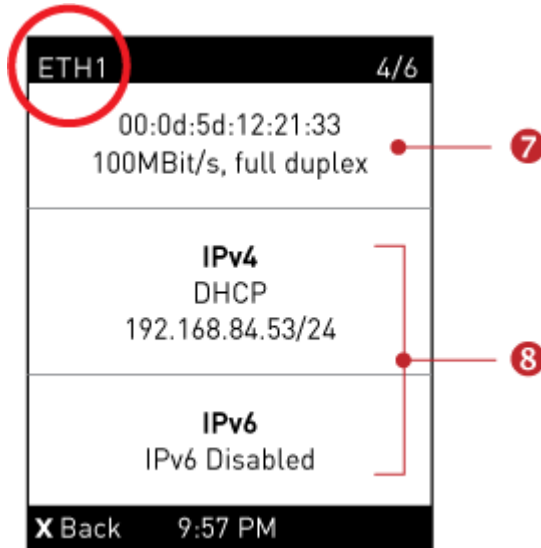 ETH1 4/6
00:0d:5d:12:21:33
100MBit/s, full duplex
7
IPv4
DHCP
192.168.84.53/24
8
IPv6
IPv6 Disabled
X Back 9:57 PM